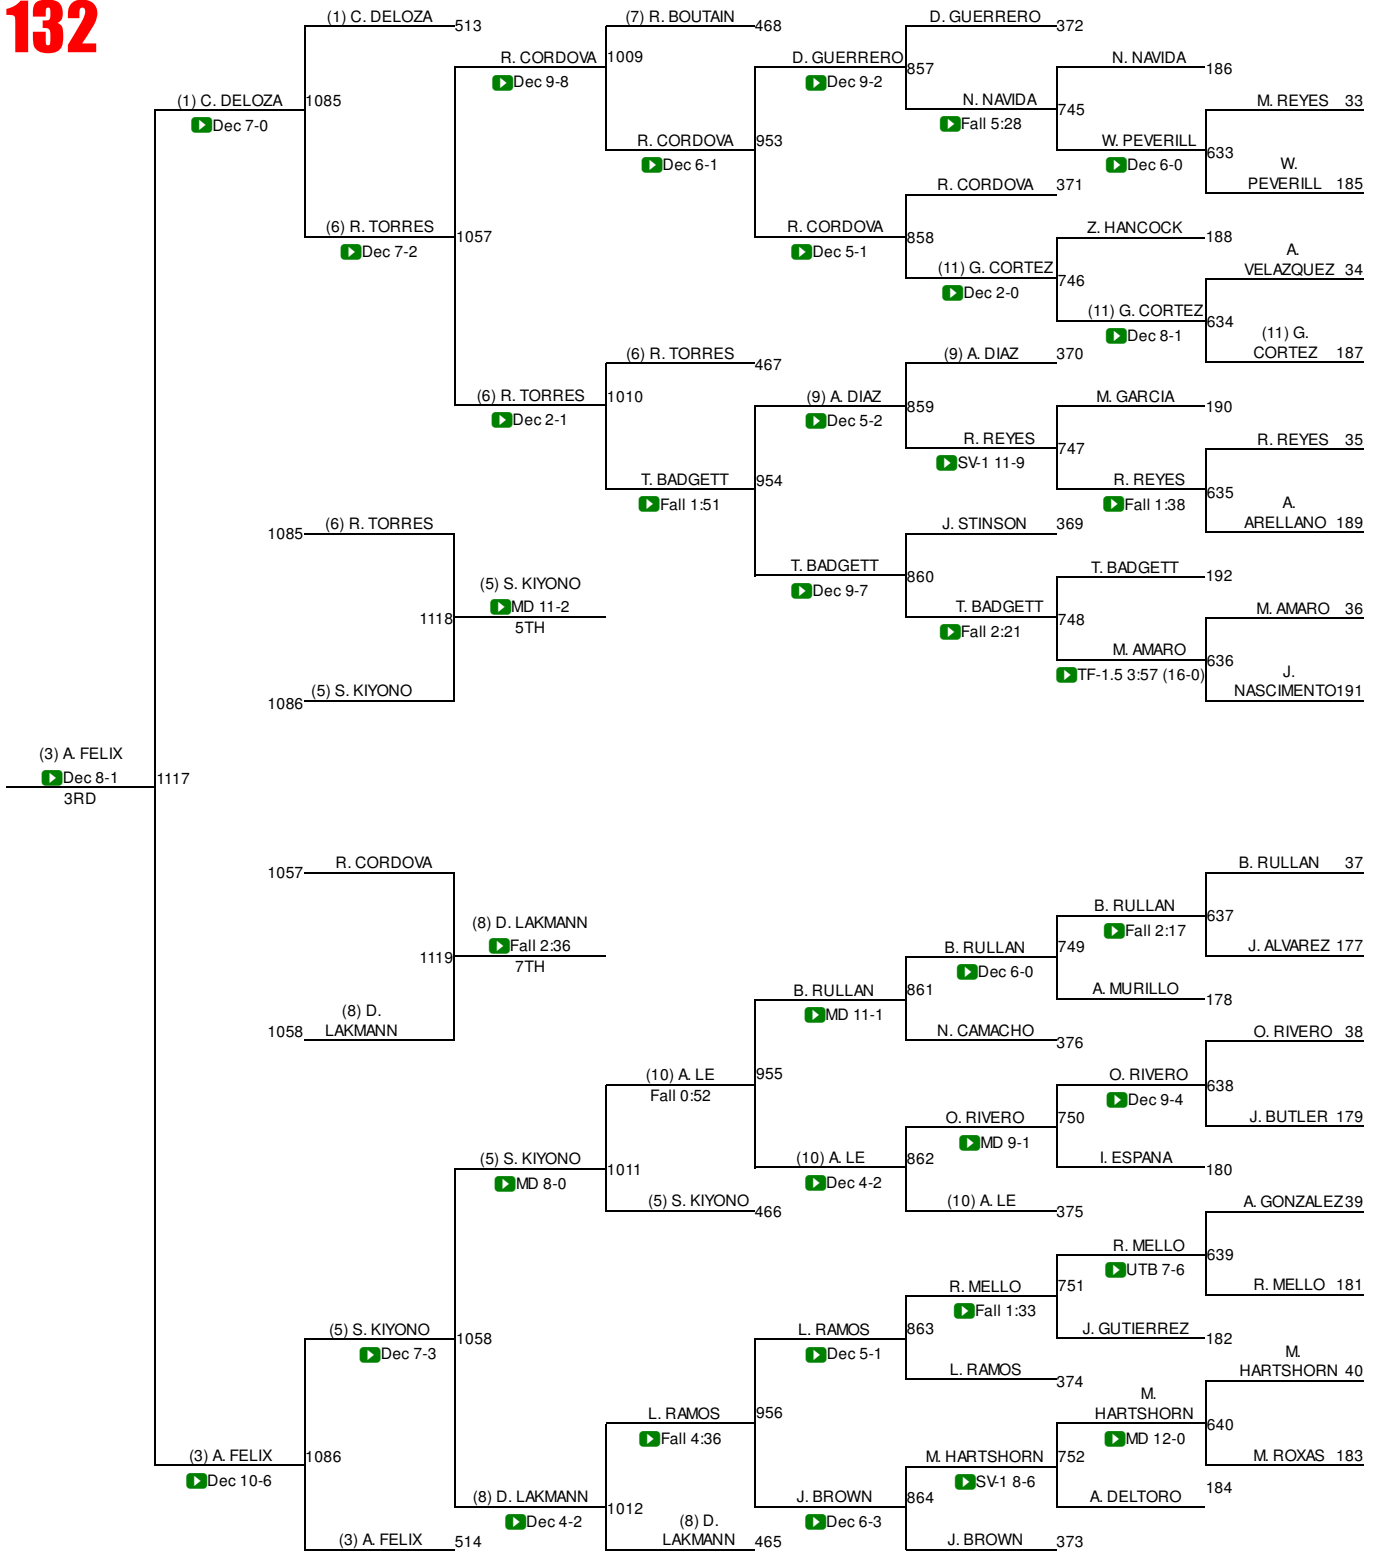 132
(1) C. DELOZA
513
(7) R. BOUTAIN
468
D. GUERRERO
372
R. CORDOVA
1009
Dec 9-8
D. GUERRERO
857
Dec 9-2
N. NAVIDA
186
(1) C. DELOZA
1085
Dec 7-0
N. NAVIDA
745
Fall 5:28
M. REYES 33
R. CORDOVA
953
Dec 6-1
W. PEVERILL
633
Dec 6-0
W.
PEVERILL 185
R. CORDOVA
371
(6) R. TORRES
1057
Dec 7-2
R. CORDOVA
858
Dec 5-1
Z. HANCOCK
188
A.
VELAZQUEZ 34
(11) G. CORTEZ
746
Dec 2-0
(11) G. CORTEZ
634
Dec 8-1
(11) G.
CORTEZ 187
(6) R. TORRES
467
(9) A. DIAZ
370
(6) R. TORRES
1010
Dec 2-1
(9) A. DIAZ
859
Dec 5-2
M. GARCIA
190
R. REYES
747
SV-1 11-9
R. REYES 35
T. BADGETT
954
Fall 1:51
R. REYES
635
Fall 1:38
A.
ARELLANO 189
1085
(6) R. TORRES
J. STINSON
369
(5) S. KIYONO
MD 11-2
5TH
1118
T. BADGETT
860
Dec 9-7
T. BADGETT
192
T. BADGETT
748
Fall 2:21
M. AMARO 36
M. AMARO
636
TF-1.5 3:57 (16-0)
J.
NASCIMENTO 191
1086
(5) S. KIYONO
(3) A. FELIX
Dec 8-1
1117
3RD
1057
R. CORDOVA
B. RULLAN 37
(8) D. LAKMANN
Fall 2:36
1119
7TH
B. RULLAN
637
Fall 2:17
B. RULLAN
749
Dec 6-0
J. ALVAREZ 177
B. RULLAN
861
MD 11-1
A. MURILLO
178
1058
(8) D.
LAKMANN
N. CAMACHO
376
O. RIVERO 38
(10) A. LE
955
Fall 0:52
O. RIVERO
638
Dec 9-4
O. RIVERO
750
MD 9-1
J. BUTLER 179
(5) S. KIYONO
1011
MD 8-0
(10) A. LE
862
Dec 4-2
I. ESPANA
180
(5) S. KIYONO
466
(10) A. LE
375
A. GONZALEZ 39
R. MELLO
639
UTB 7-6
R. MELLO
751
Fall 1:33
R. MELLO 181
(5) S. KIYONO
1058
Dec 7-3
L. RAMOS
863
Dec 5-1
J. GUTIERREZ
182
L. RAMOS
374
M.
HARTSHORN 40
L. RAMOS
956
Fall 4:36
M.
HARTSHORN
640
MD 12-0
(3) A. FELIX
1086
Dec 10-6
M. HARTSHORN
752
SV-1 8-6
M. ROXAS 183
(8) D. LAKMANN
1012
Dec 4-2
J. BROWN
864
Dec 6-3
A. DELTORO
184
(3) A. FELIX
514
(8) D.
LAKMANN
465
J. BROWN
373